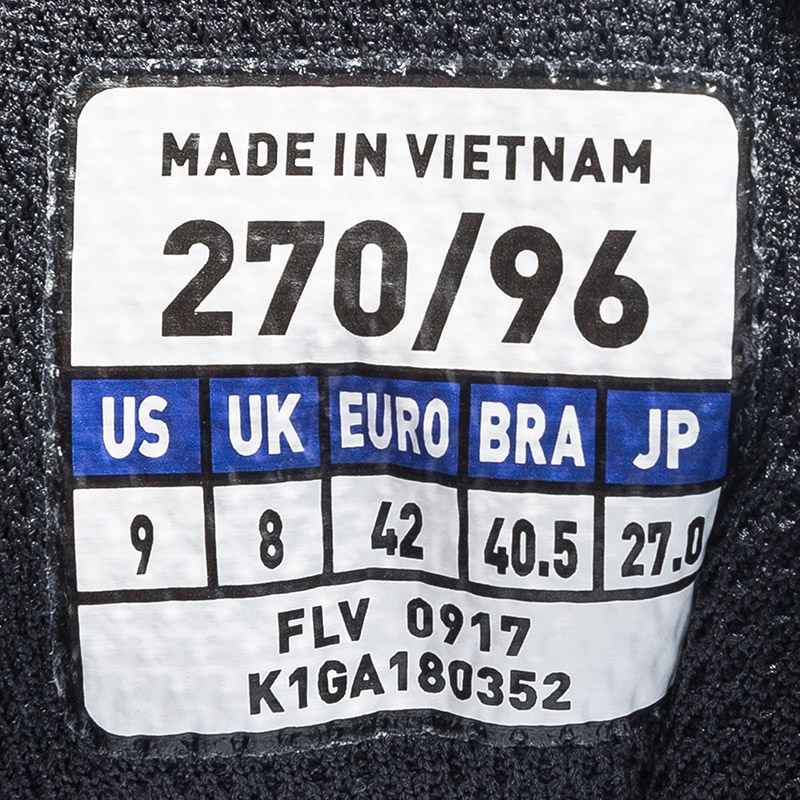 MADE IN VIETNAM
270/96
US UK EURO BRA JP
9 8 42 40.5 27.0
FLV 0917
K1GA180352